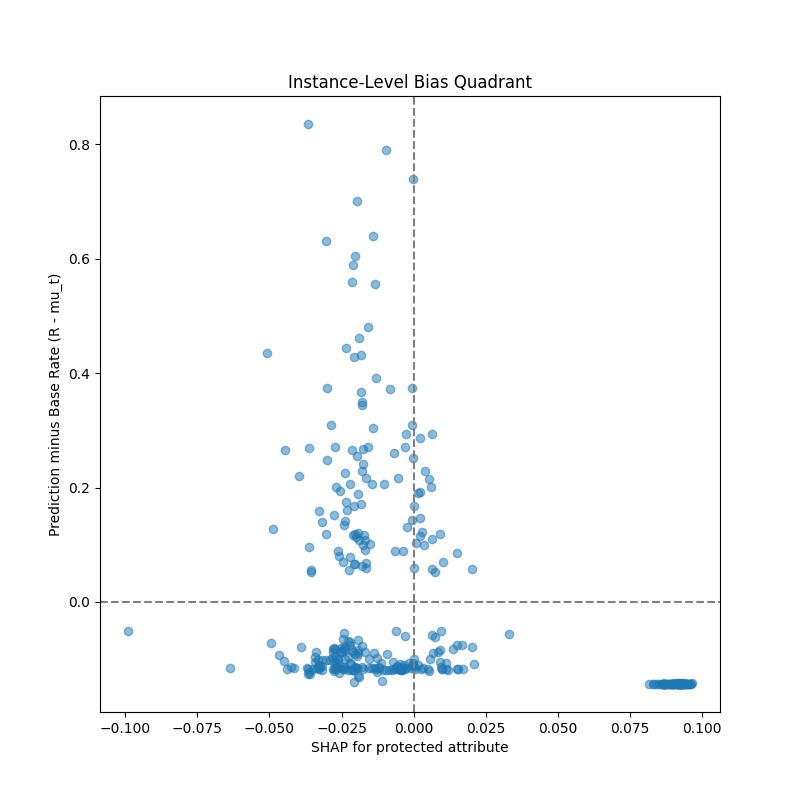 Instance-Level Bias Quadrant
Prediction minus Base Rate (R - mu_t)
0.8
0.6
0.4
0.2
0.0
−0.100 −0.075 −0.050 −0.025 0.000 0.025 0.050 0.075 0.100
SHAP for protected attribute